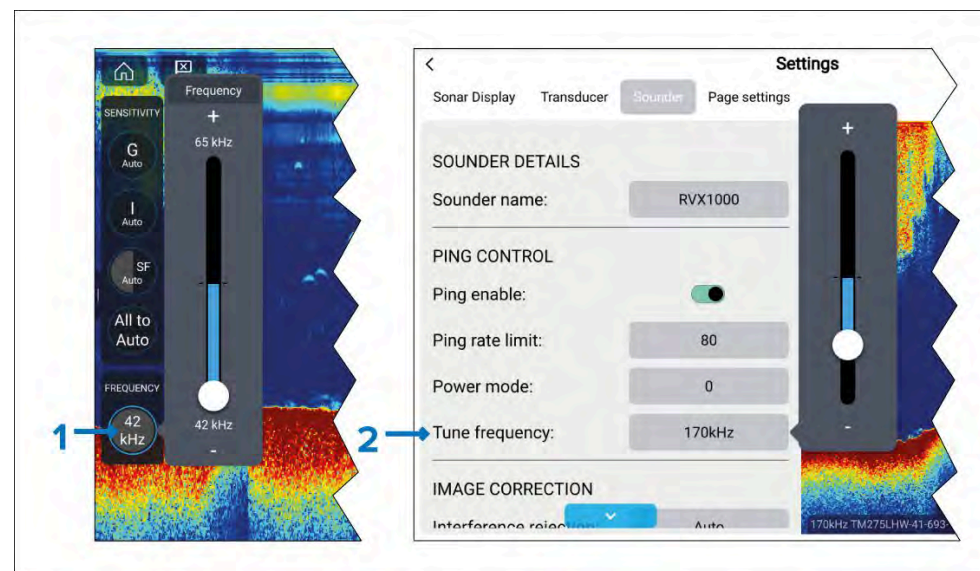 Frequency
+
65 kHz
SENSITIVITY
G
Auto
I
Auto
SF
Auto
All to
Auto
FREQUENCY
42
kHz
42 kHz
-
1
<
Settings
Sonar Display Transducer Sounder Page settings
SOUNDER DETAILS
Sounder name: RVX1000
PING CONTROL
Ping enable:
Ping rate limit: 80
Power mode: 0
2
Tune frequency: 170kHz
+
-
IMAGE CORRECTION
Interference Auto
170kHz TM275LHW-41-693-